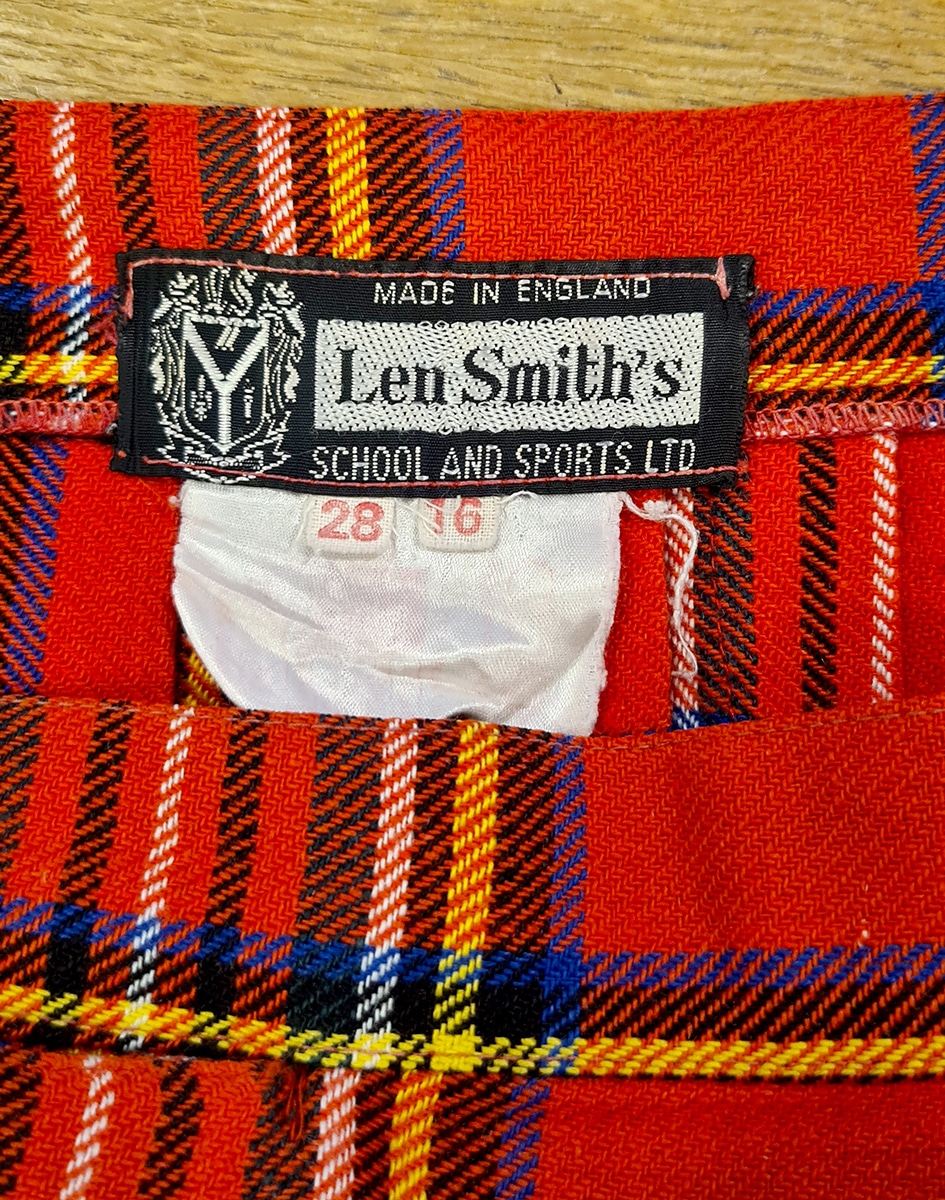 MADE IN ENGLAND
Len Smith's
SCHOOL AND SPORTS LTD
28 16